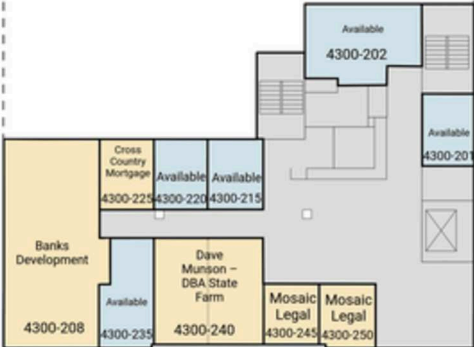 Available
4300-202
Available
4300-201
Cross
Country
Mortgage
4300-225
Available
4300-220
Available
4300-215
Banks
Development
4300-208
Available
4300-235
Dave
Munson –
DBA State
Farm
4300-240
Mosaic
Legal
4300-245
Mosaic
Legal
4300-250